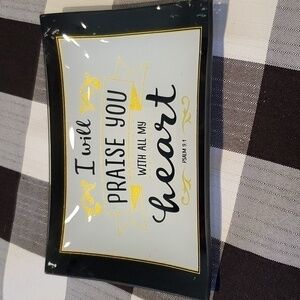 I will
PRAISE YOU
WITH ALL MY
heart
PSALM 9:1